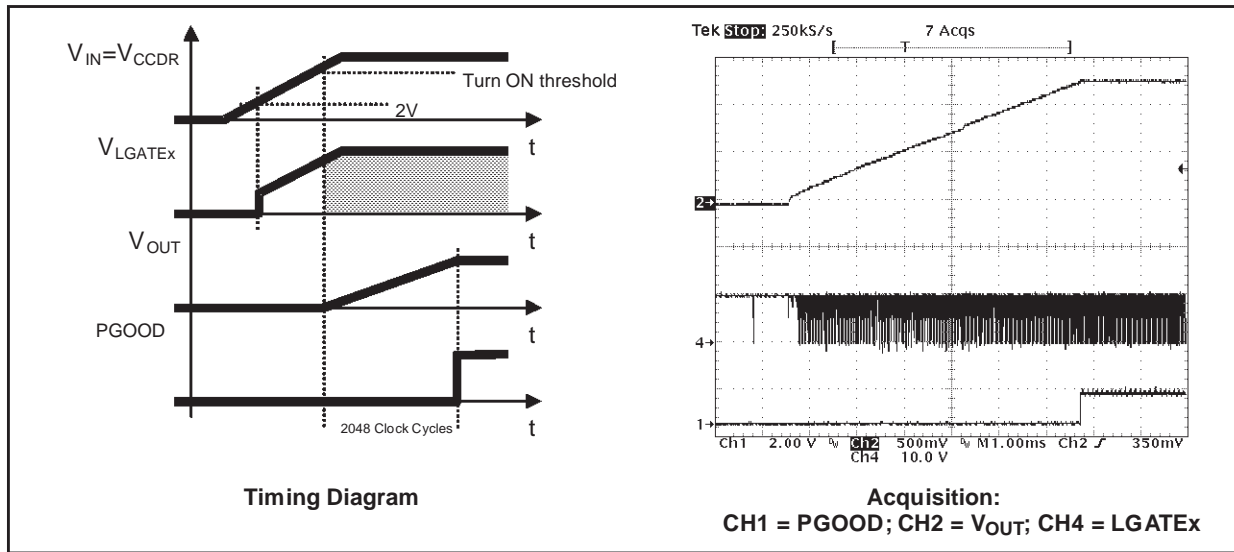 V_IN=V_CCDR
Turn ON threshold
2V
t
V_LGATEx
t
V_OUT
t
PGOOD
2048 Clock Cycles
t
Timing Diagram
Tek Stop: 250kS/s 7 Acqs
2
4
1
Ch1 2.00 V Ch2 500mV M1.00ms Ch2 350mV
Ch4 10.0 V
Acquisition:
CH1 = PGOOD; CH2 = V_OUT; CH4 = LGATEx